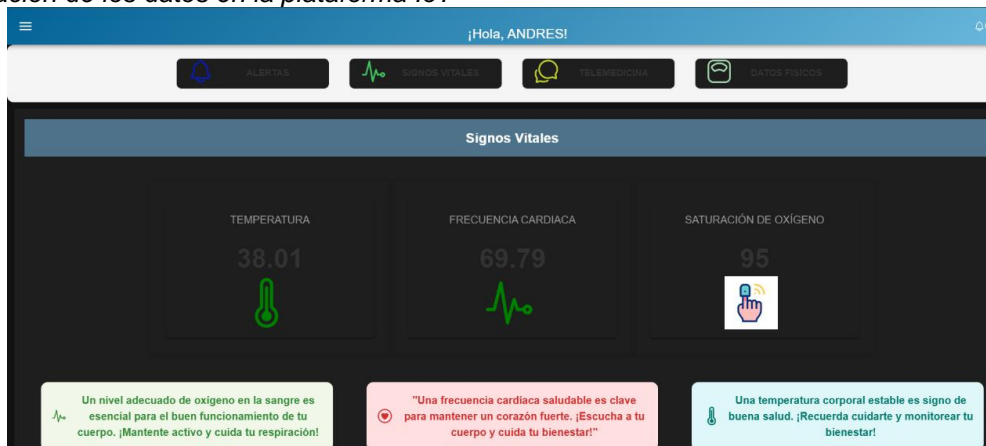 de los datos en la plataforma IoT
¡Hola, ANDRES!
ALERTAS
SIGNOS VITALES
TELEMEDICINA
DATOS FISICOS
Signos Vitales
TEMPERATURA
FRECUENCIA CARDIACA
SATURACIÓN DE OXÍGENO
38.01
69.79
95
Un nivel adecuado de oxígeno en la sangre es
esencial para el buen funcionamiento de tu
cuerpo. ¡Mantente activo y cuida tu respiración!
"Una frecuencia cardíaca saludable es clave
para mantener un corazón fuerte. ¡Escucha a tu
cuerpo y cuida tu bienestar!"
Una temperatura corporal estable es signo de
buena salud. ¡Recuerda cuidarte y monitorear tu
bienestar!